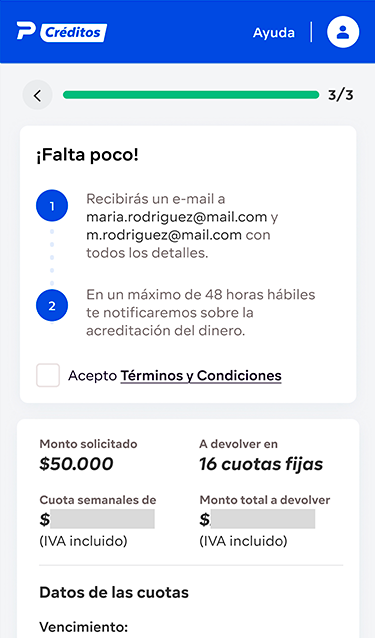 P Créditos
Ayuda
3/3
¡Falta poco!
1
Recibirás un e-mail a
maria.rodriguez@mail.com y
m.rodriguez@mail.com con
todos los detalles.
2
En un máximo de 48 horas hábiles
te notificaremos sobre la
acreditación del dinero.
Acepto Términos y Condiciones
Monto solicitado
$50.000
A devolver en
16 cuotas fijas
Cuota semanales de
$
(IVA incluido)
Monto total a devolver
$
(IVA incluido)
Datos de las cuotas
Vencimiento: